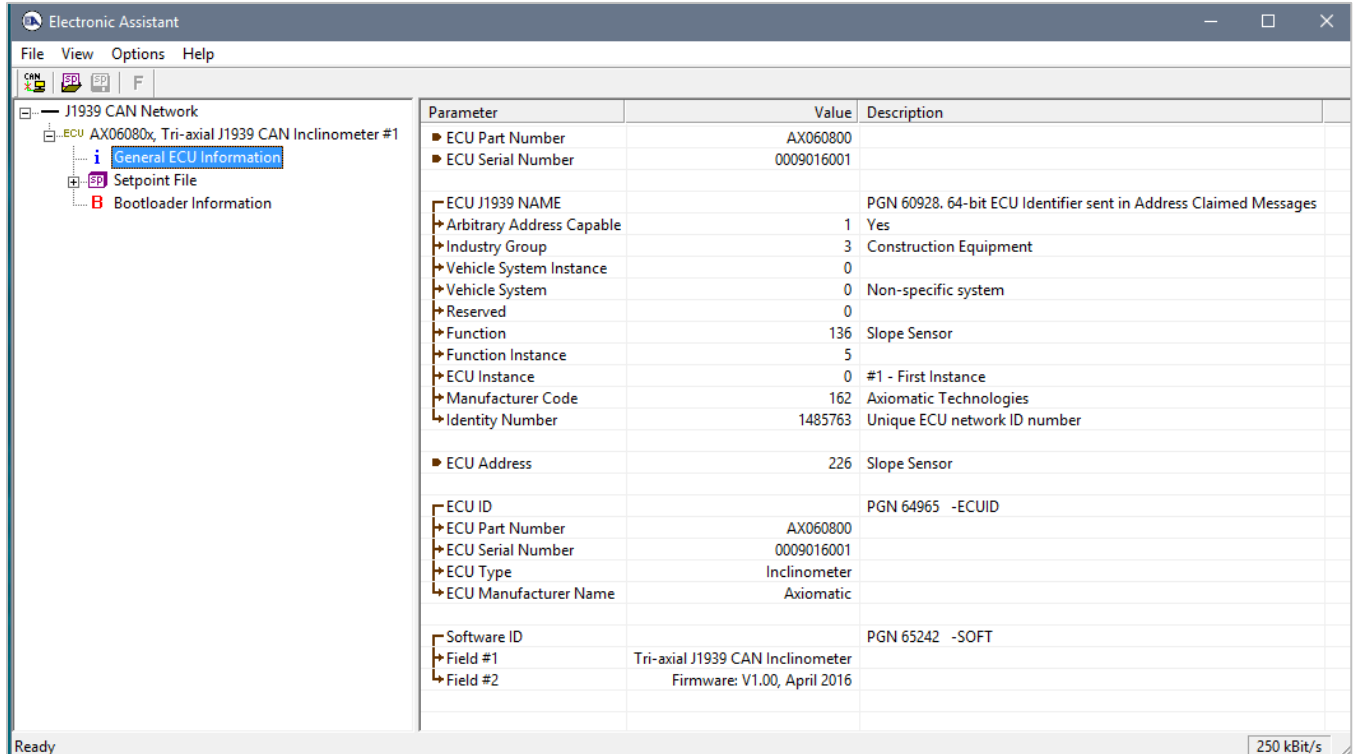 Electronic Assistant
File View Options Help
CAN SP SP F
J1939 CAN Network
ECU AX06080x, Tri-axial J1939 CAN Inclinometer #1
i General ECU Information
SP Setpoint File
B Bootloader Information
Parameter Value Description
ECU Part Number AX060800
ECU Serial Number 0009016001
ECU J1939 NAME PGN 60928. 64-bit ECU Identifier sent in Address Claimed Messages
Arbitrary Address Capable 1 Yes
Industry Group 3 Construction Equipment
Vehicle System Instance 0
Vehicle System 0 Non-specific system
Reserved 0
Function 136 Slope Sensor
Function Instance 5
ECU Instance 0 #1 - First Instance
Manufacturer Code 162 Axiomatic Technologies
Identity Number 1485763 Unique ECU network ID number
ECU Address 226 Slope Sensor
ECU ID PGN 64965 -ECUID
ECU Part Number AX060800
ECU Serial Number 0009016001
ECU Type Inclinometer
ECU Manufacturer Name Axiomatic
Software ID PGN 65242 -SOFT
Field #1 Tri-axial J1939 CAN Inclinometer
Field #2 Firmware: V1.00, April 2016
Ready 250 kBit/s